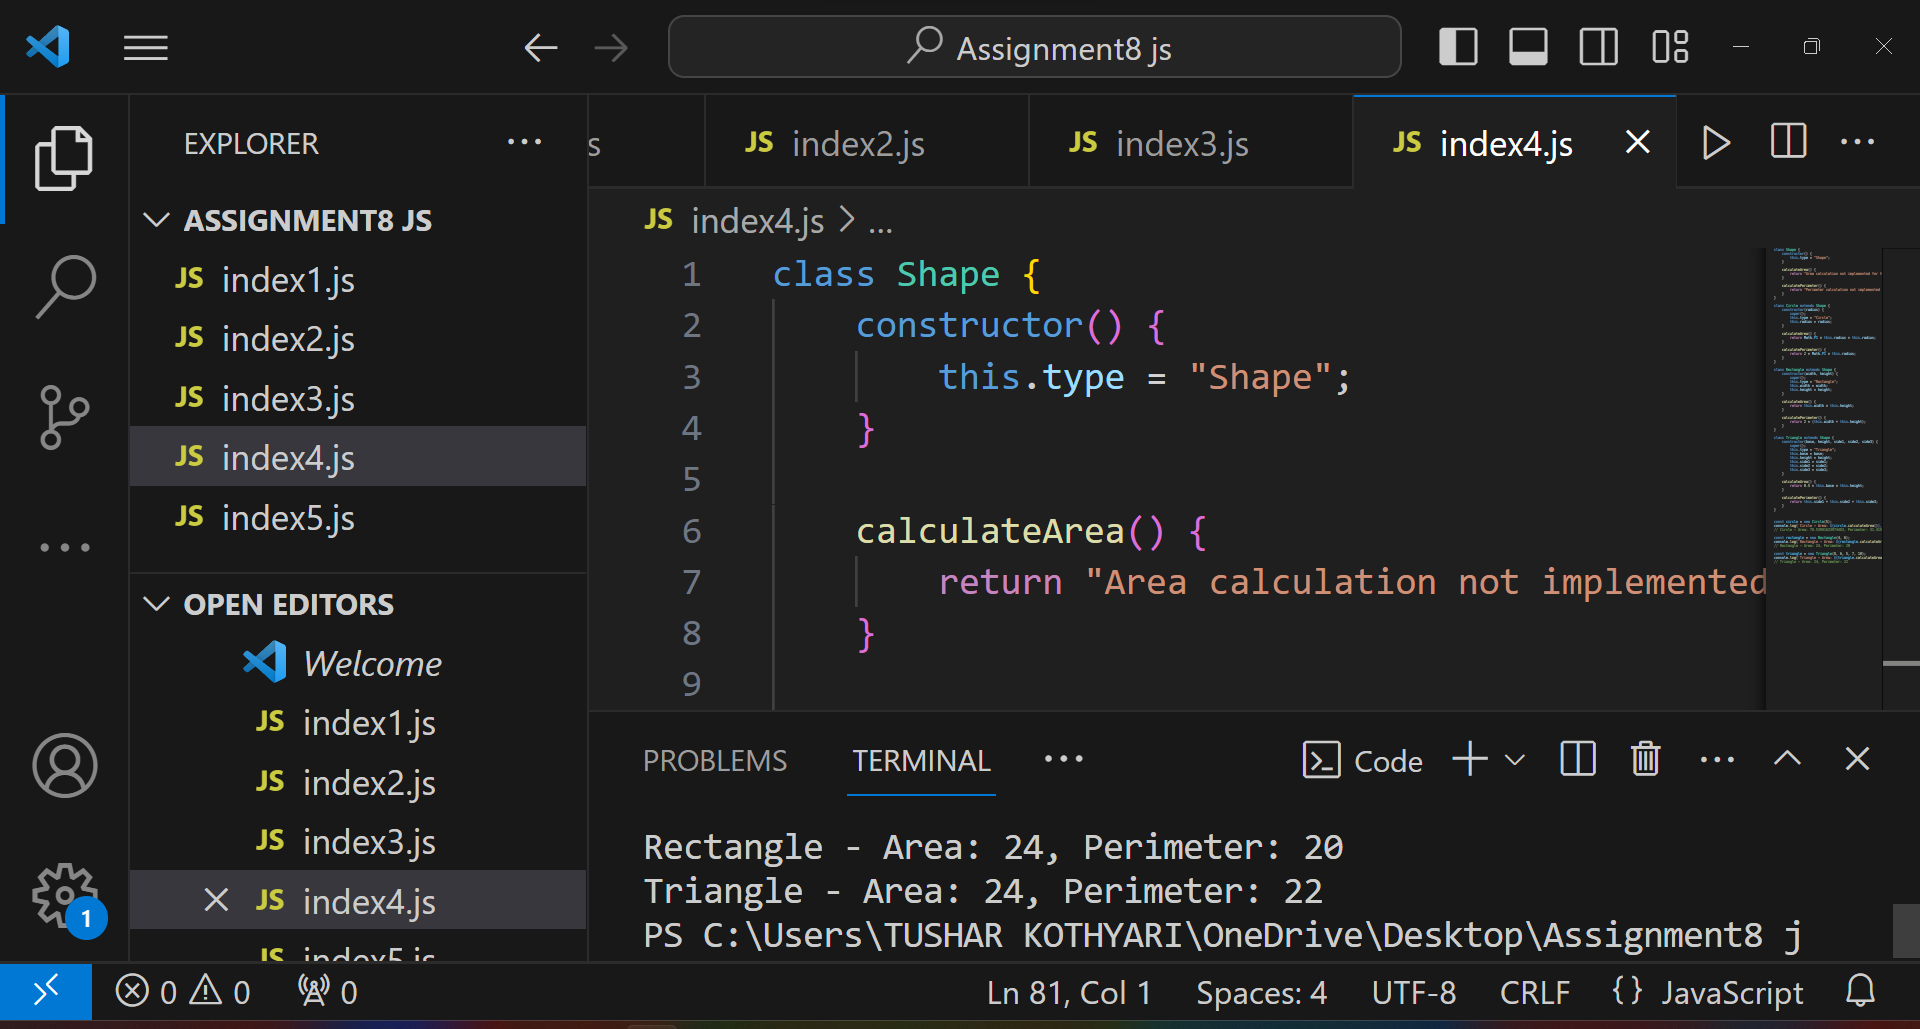 Assignment8 js
EXPLORER
ASSIGNMENT8 JS
JS index1.js
JS index2.js
JS index3.js
JS index4.js
JS index5.js
OPEN EDITORS
Welcome
JS index1.js
JS index2.js
JS index3.js
JS index4.js
JS index5.js
s
JS index2.js
JS index3.js
JS index4.js
JS index4.js > ...
1 class Shape {
2 constructor() {
3 this.type = "Shape";
4 }
5
6 calculateArea() {
7 return "Area calculation not implemented
8 }
9
PROBLEMS
TERMINAL
Code
Rectangle - Area: 24, Perimeter: 20
Triangle - Area: 24, Perimeter: 22
PS C:\Users\TUSHAR KOTHYARI\OneDrive\Desktop\Assignment8 j
1
0 0 0
Ln 81, Col 1
Spaces: 4
UTF-8
CRLF
{} JavaScript